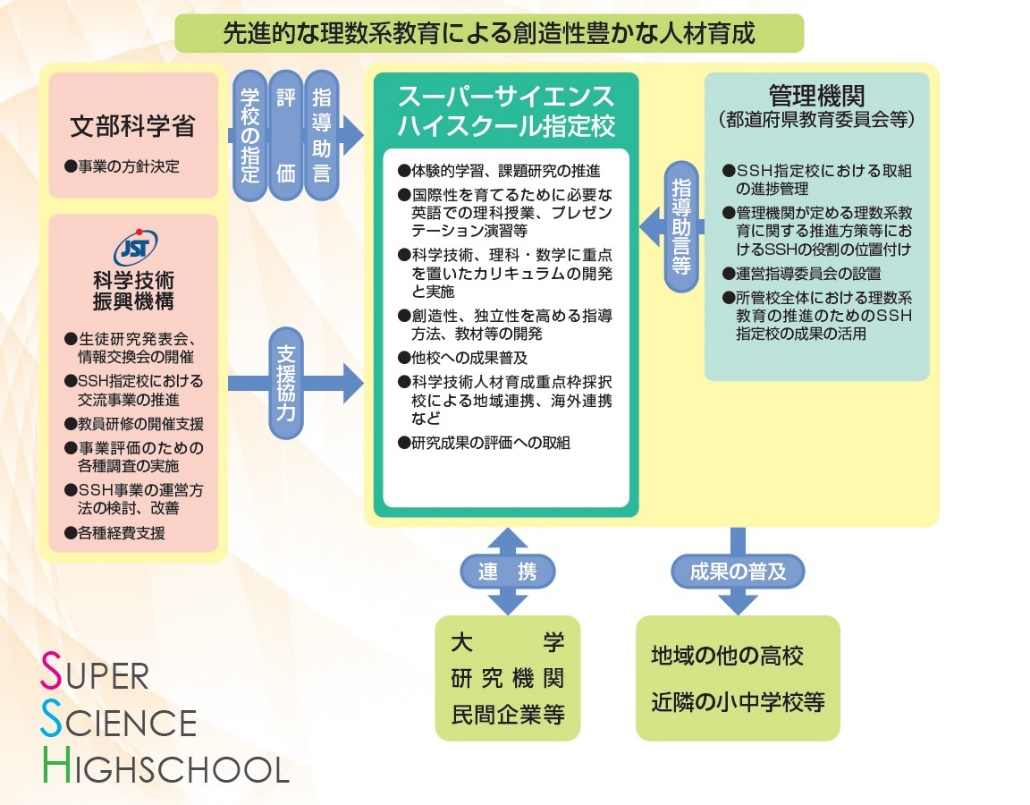 先進的な理数系教育による創造性豊かな人材育成
文部科学省
●事業の方針決定
学校の指定
評価
指導助言
JST
科学技術
振興機構
●生徒研究発表会、
情報交換会の開催
●SSH指定校における
交流事業の推進
●教員研修の開催支援
●事業評価のための
各種調査の実施
●SSH事業の運営方
法の検討、改善
●各種経費支援
支援協力
スーパーサイエンス
ハイスクール指定校
●体験的学習、課題研究の推進
●国際性を育てるために必要な
英語での理科授業、プレゼン
テーション演習等
●科学技術、理科・数学に重点
を置いたカリキュラムの開発
と実施
●創造性、独立性を高める指導
方法、教材等の開発
●他校への成果普及
●科学技術人材育成重点枠採択
校による地域連携、海外連携
など
●研究成果の評価への取組
指導助言等
管理機関
（都道府県教育委員会等）
●SSH指定校における取組
の進捗管理
●管理機関が定める理数系教
育に関する推進方策等にお
けるSSHの役割の位置付け
●運営指導委員会の設置
●所管校全体における理数系
教育の推進のためのSSH
指定校の成果の活用
連携
大学
研究機関
民間企業等
成果の普及
地域の他の高校
近隣の小中学校等
SUPER
SCIENCE
HIGHSCHOOL